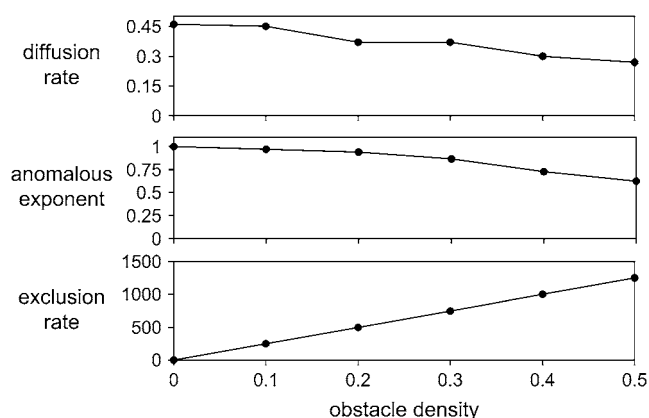 0.45
0.3
0.15
0
diffusion
rate
1
0.75
0.5
0.25
0
anomalous
exponent
1500
1000
500
0
exclusion
rate
0 0.1 0.2 0.3 0.4 0.5
obstacle density